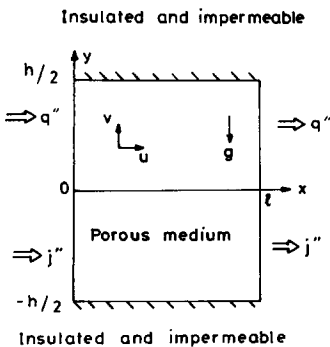 Insulated and impermeable
y
h/2
q"
q"
v
u
g
0
l
x
Porous medium
j"
j"
-h/2
Insulated and impermeable